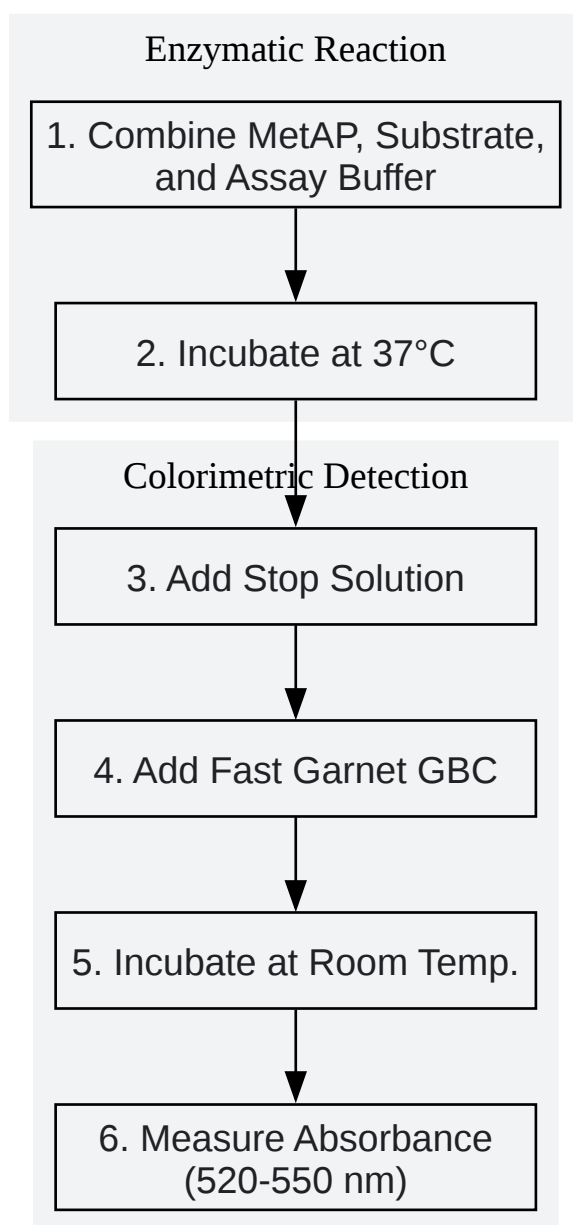 Enzymatic Reaction
1. Combine MetAP, Substrate,
and Assay Buffer
2. Incubate at 37°C
Colorimetric Detection
3. Add Stop Solution
4. Add Fast Garnet GBC
5. Incubate at Room Temp.
6. Measure Absorbance
(520-550 nm)